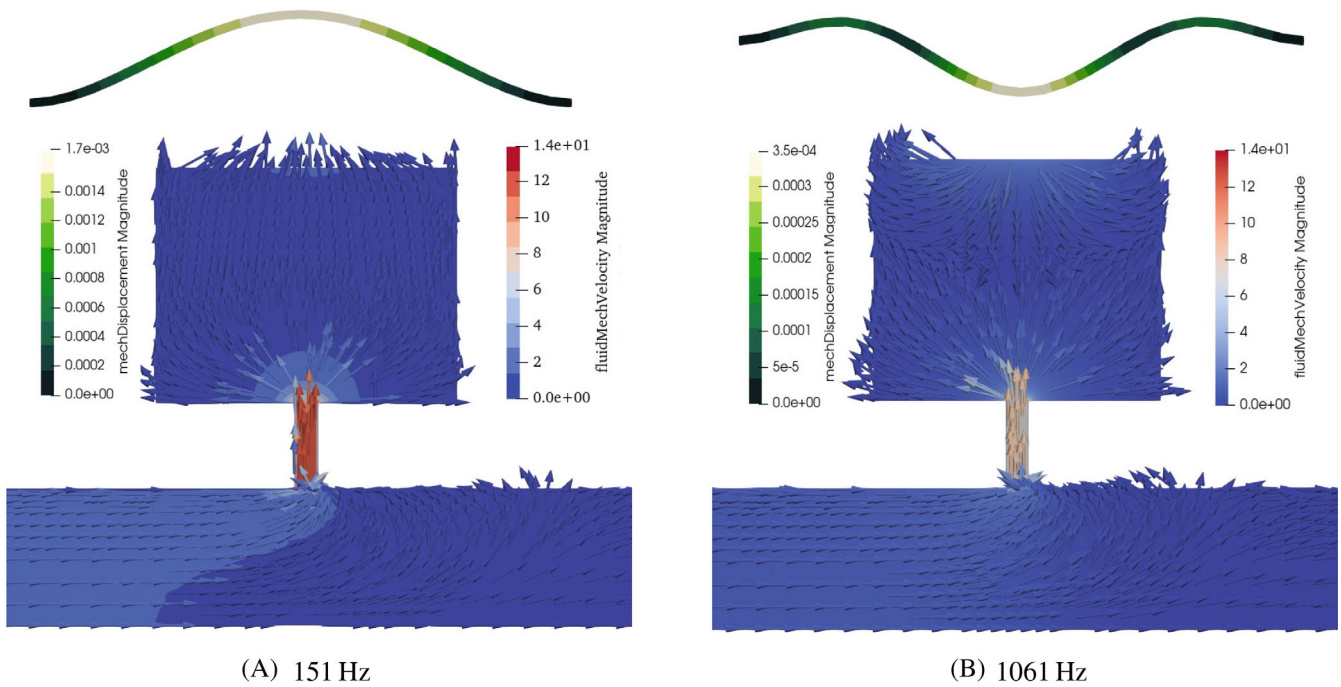 1.7e-03
0.0014
0.0012
0.001
0.0008
0.0006
0.0004
0.0002
0.0e+00
mechDisplacement Magnitude
1.4e+01
12
10
8
6
4
2
0.0e+00
fluidMechVelocity Magnitude
3.5e-04
0.0003
0.00025
0.0002
0.00015
0.0001
5e-5
0.0e+00
mechDisplacement Magnitude
1.4e+01
12
10
8
6
4
2
0.0e+00
fluidMechVelocity Magnitude
(A) 151 Hz
(B) 1061 Hz